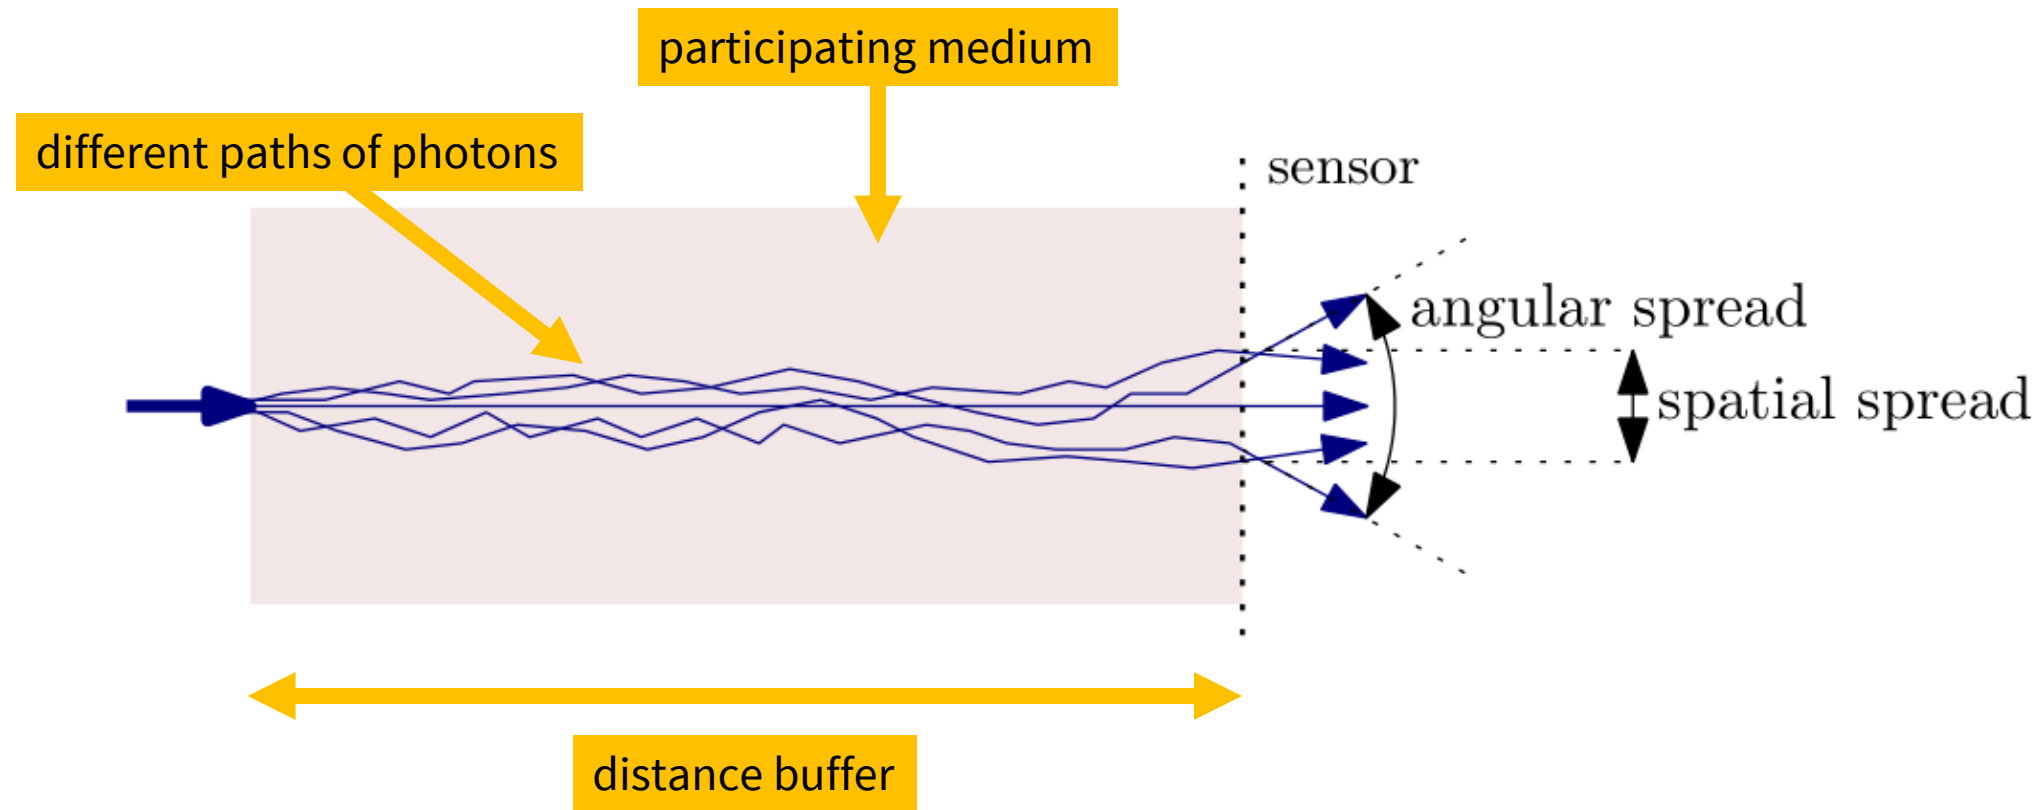 participating medium
different paths of photons
sensor
angular spread
spatial spread
distance buffer